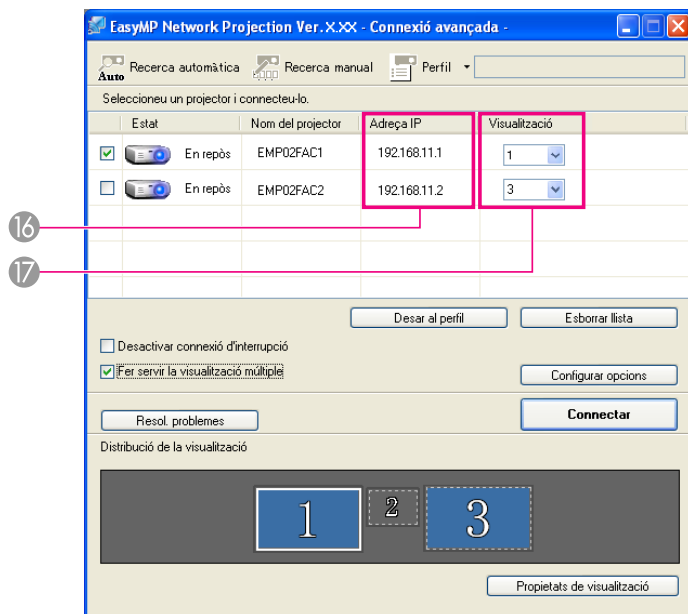 EasyMP Network Projection Ver.X.XX - Connexió avançada -
Auto Recerca automàtica Recerca manual Perfil
Seleccioneu un projector i connecteu-lo.
Estat Nom del projector Adreça IP Visualització
En repòs EMP02FAC1 192.168.11.1 1
En repòs EMP02FAC2 192.168.11.2 3
16
17
Desar al perfil Esborrar llista
Desactivar connexió d'interrupció
Fer servir la visualització múltiple
Configurar opcions
Resol. problemes Connectar
Distribució de la visualització
1 2 3
Propietats de visualització